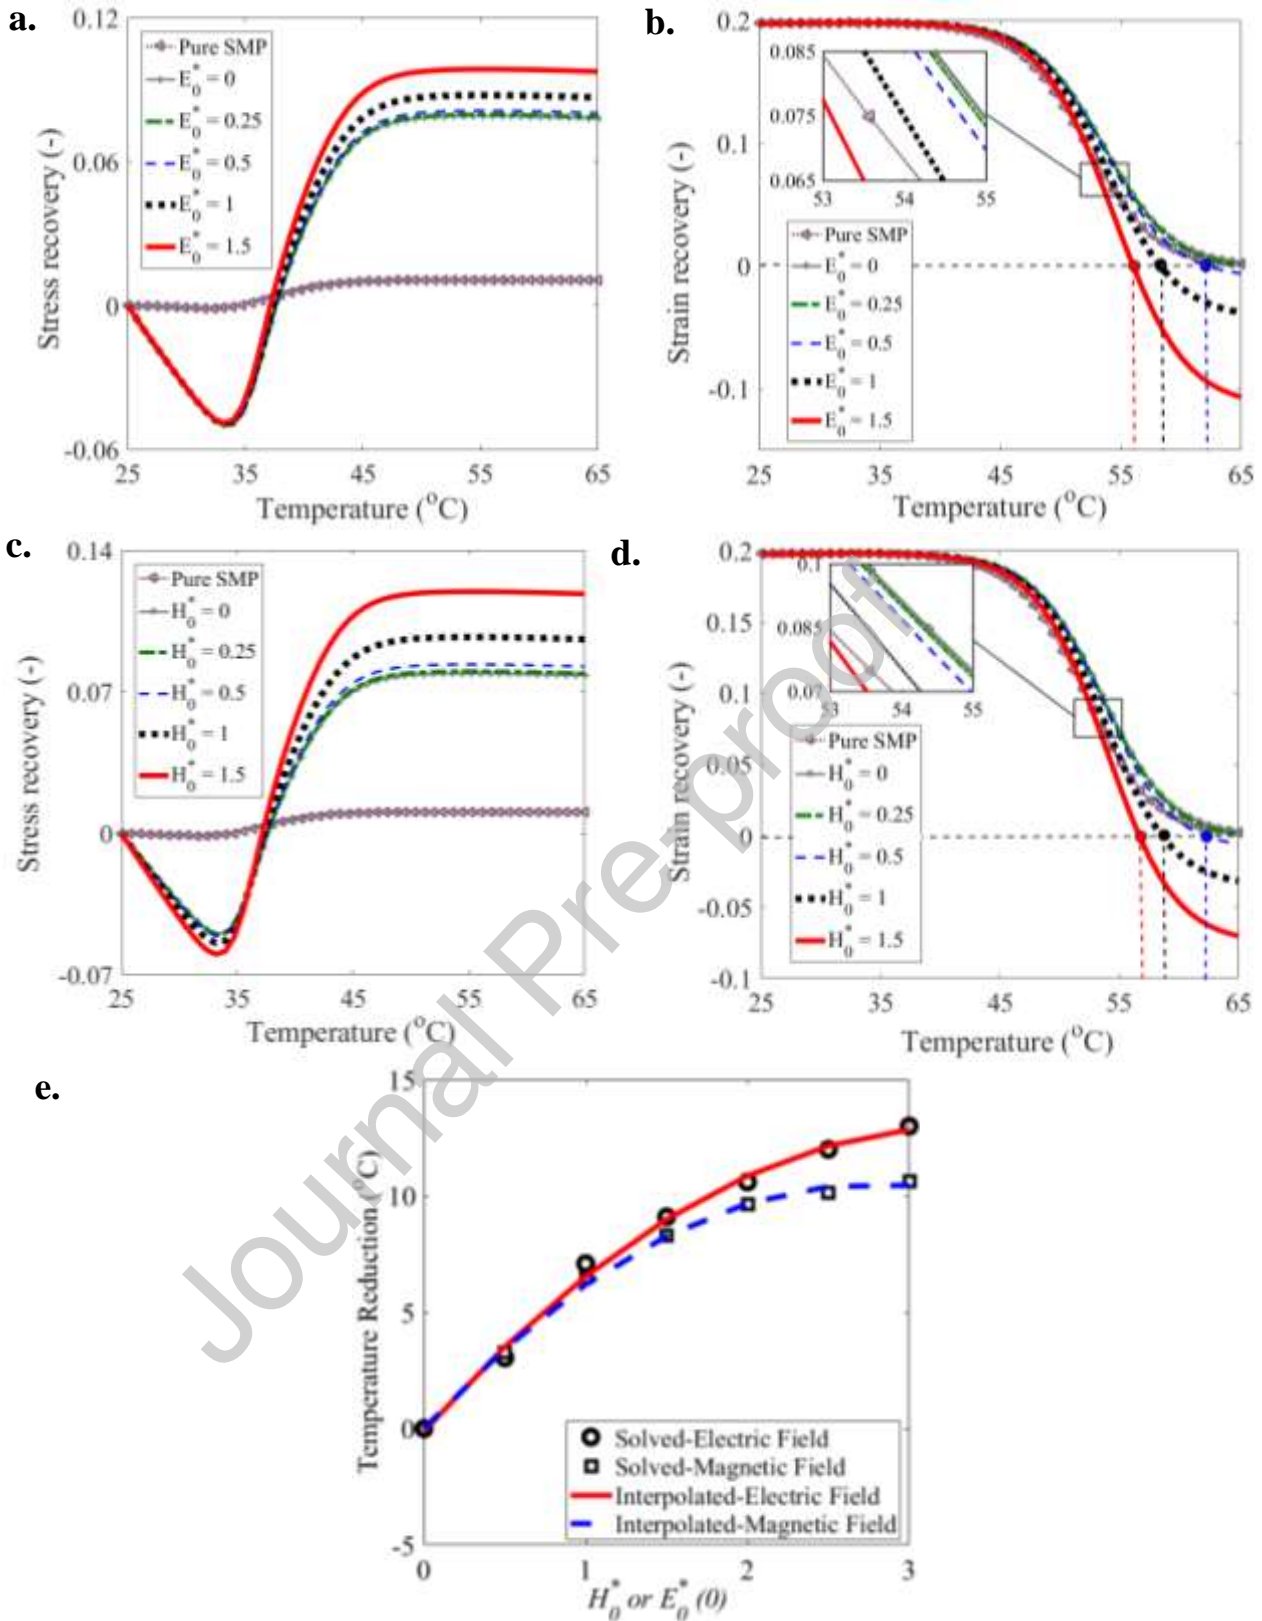 a.
0.12
0.06
0
-0.06
25
35
45
55
65
Stress recovery (-)
Temperature (°C)
Pure SMP
E₀* = 0
E₀* = 0.25
E₀* = 0.5
E₀* = 1
E₀* = 1.5
b.
0.2
0.1
0
-0.1
25
35
45
55
65
Strain recovery (-)
Temperature (°C)
0.085
0.075
0.065
53
54
55
Pure SMP
E₀* = 0
E₀* = 0.25
E₀* = 0.5
E₀* = 1
E₀* = 1.5
c.
0.14
0.07
0
-0.07
25
35
45
55
65
Stress recovery (-)
Temperature (°C)
Pure SMP
H₀* = 0
H₀* = 0.25
H₀* = 0.5
H₀* = 1
H₀* = 1.5
d.
0.2
0.15
0.1
0.05
0
-0.05
-0.1
25
35
45
55
65
Strain recovery (-)
Temperature (°C)
0.1
0.085
0.07
53
54
55
Pure SMP
H₀* = 0
H₀* = 0.25
H₀* = 0.5
H₀* = 1
H₀* = 1.5
e.
15
10
5
0
-5
0
1
2
3
Temperature Reduction (°C)
H₀* or E₀* (0)
Solved-Electric Field
Solved-Magnetic Field
Interpolated-Electric Field
Interpolated-Magnetic Field
Journal Pre-proof